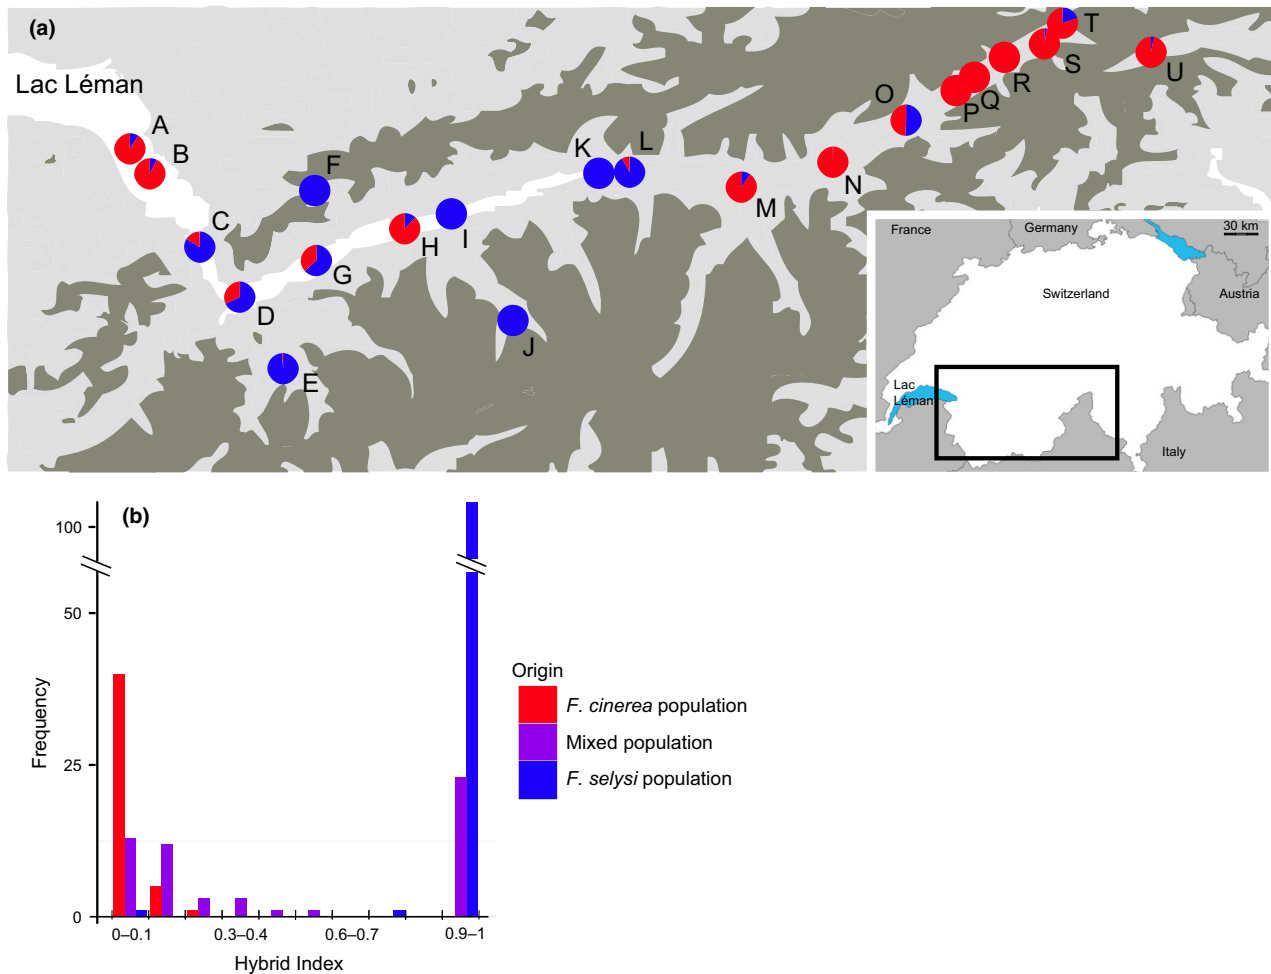 (a)
Lac Léman
A
B
C
D
E
F
G
H
I
J
K
L
M
N
O
P
Q
R
S
T
U
France
Germany
30 km
Switzerland
Austria
Lac
Léman
Italy
(b)
100
50
25
0
Frequency
0–0.1
0.3–0.4
0.6–0.7
0.9–1
Hybrid Index
Origin
F. cinerea population
Mixed population
F. selysi population